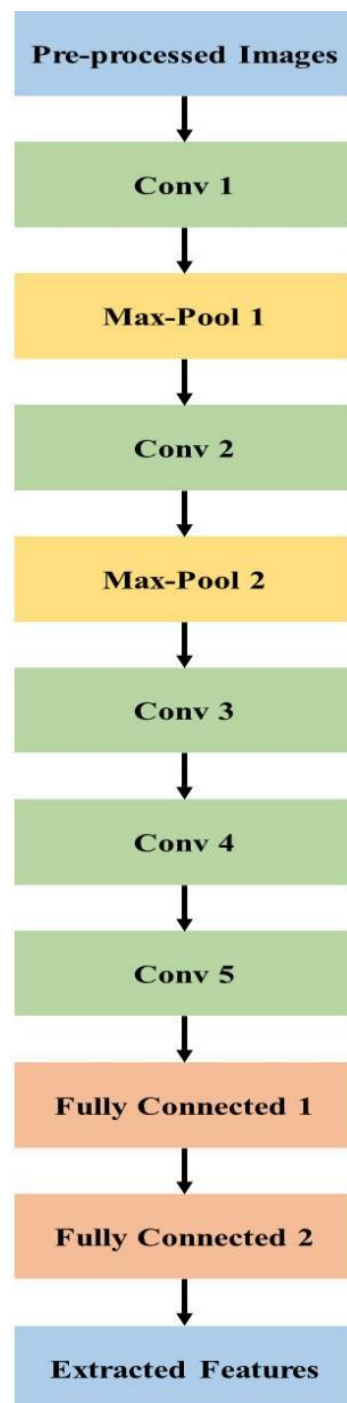 Pre-processed Images
Conv 1
Max-Pool 1
Conv 2
Max-Pool 2
Conv 3
Conv 4
Conv 5
Fully Connected 1
Fully Connected 2
Extracted Features